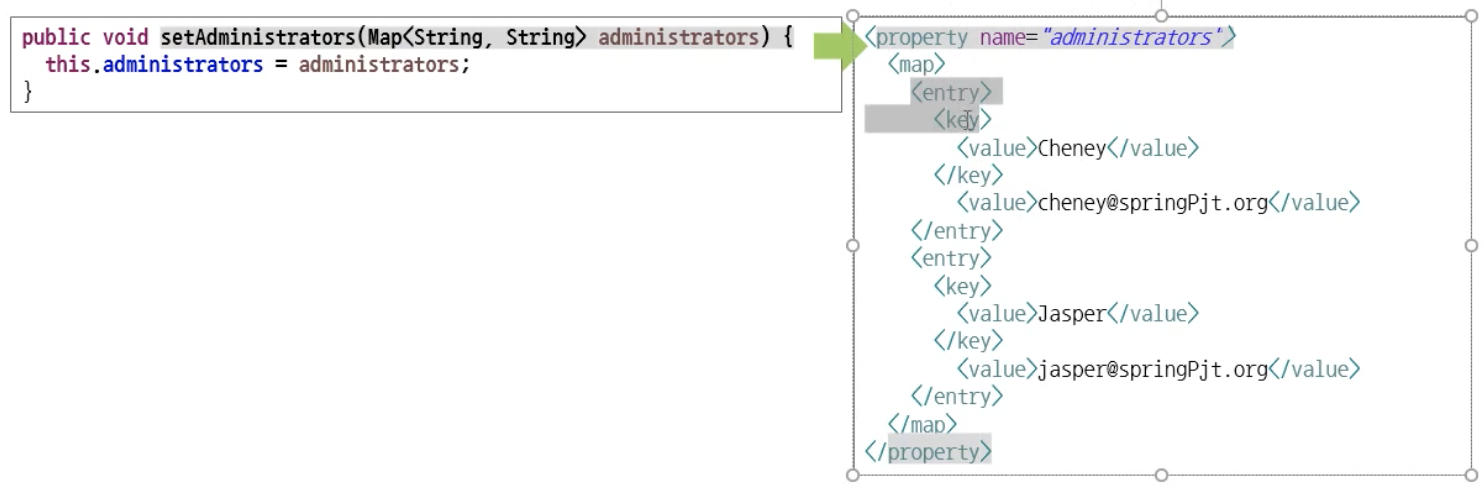 public void setAdministrators(Map<String, String> administrators) {
this.administrators = administrators;
}
<property name="administrators">
<map>
<entry>
<key>
<value>Cheney</value>
</key>
<value>cheney@springPjt.org</value>
</entry>
<entry>
<key>
<value>Jasper</value>
</key>
<value>jasper@springPjt.org</value>
</entry>
</map>
</property>